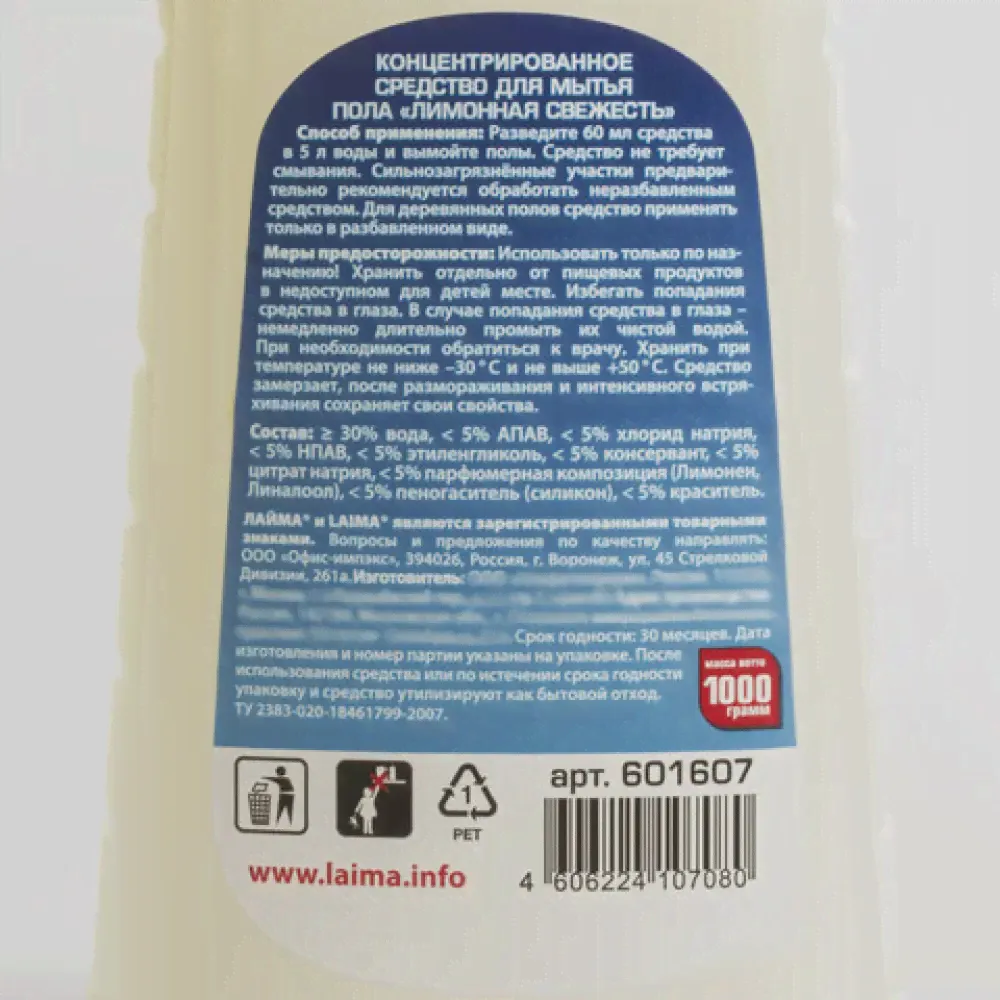 КОНЦЕНТРИРОВАННОЕ
СРЕДСТВО ДЛЯ МЫТЬЯ
ПОЛА «ЛИМОННАЯ СВЕЖЕСТЬ»
Способ применения: Разведите 60 мл средства
в 5 л воды и вымойте полы. Средство не требует
смывания. Сильнозагрязнённые участки предвари-
тельно рекомендуется обработать неразбавленным
средством. Для деревянных полов средство применять
только в разбавленном виде.
Меры предосторожности: Использовать только по наз-
начению! Хранить отдельно от пищевых продуктов
в недоступном для детей месте. Избегать попадания
средства в глаза. В случае попадания средства в глаза –
немедленно длительно промыть их чистой водой.
При необходимости обратиться к врачу. Хранить при
температуре не ниже –30°С и не выше +50°С. Средство
замерзает, после размораживания и интенсивного встря-
хивания сохраняет свои свойства.
Состав: ≥ 30% вода, < 5% АПАВ, < 5% хлорид натрия,
< 5% НПАВ, < 5% этиленгликоль, < 5% консервант, < 5%
цитрат натрия, < 5% парфюмерная композиция (Лимонен,
Линалоол), < 5% пеногаситель (силикон), < 5% краситель.
ЛАЙМА® и LAIMA® являются зарегистрированными товарными
знаками. Вопросы и предложения по качеству направлять:
ООО «Офис-импэкс», 394026, Россия, г. Воронеж, ул. 45 Стрелковой
Дивизии, 261а. Изготовитель:
Срок годности: 30 месяцев. Дата
изготовления и номер партии указаны на упаковке. После
использования средства или по истечении срока годности
упаковку и средство утилизируют как бытовой отход.
ТУ 2383-020-18461799-2007.
масса нетто
1000
грамм
арт. 601607
1
PET
www.laima.info
4 606224 107080